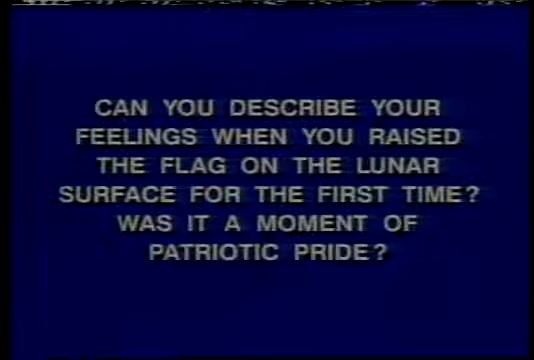 CAN YOU DESCRIBE YOUR
FEELINGS WHEN YOU RAISED
THE FLAG ON THE LUNAR
SURFACE FOR THE FIRST TIME?
WAS IT A MOMENT OF
PATRIOTIC PRIDE?